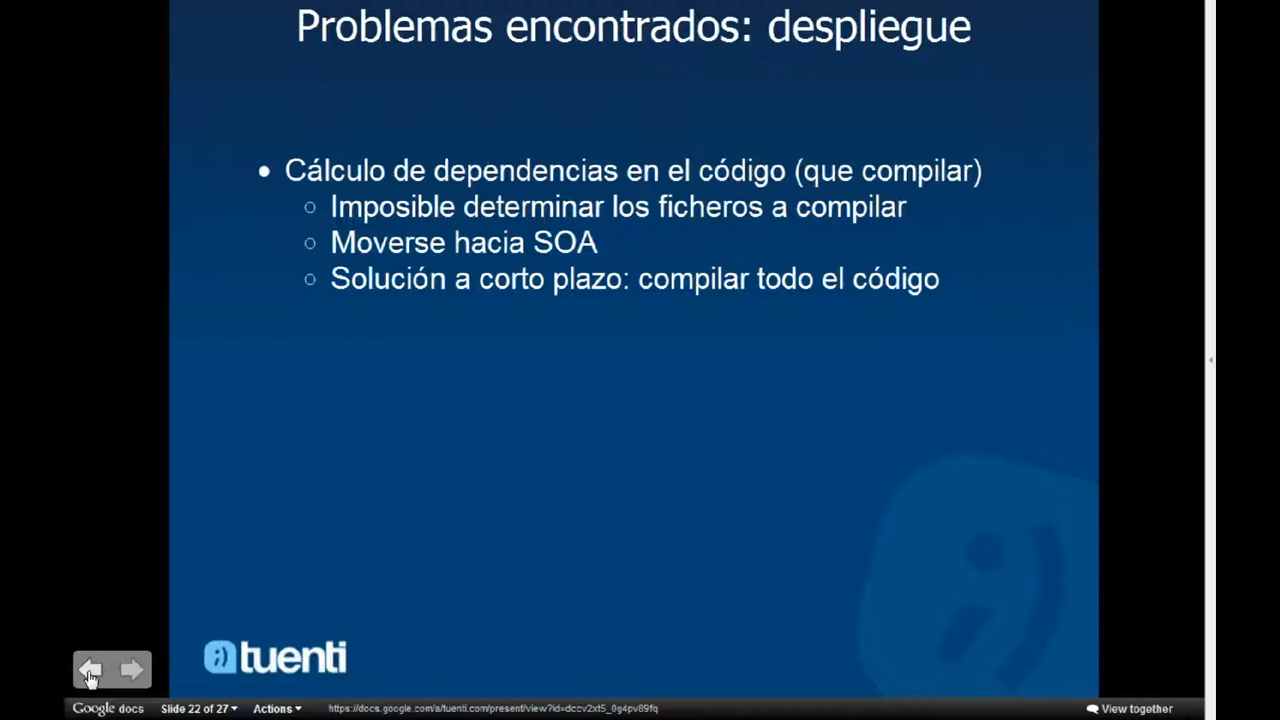 Problemas encontrados: despliegue
Cálculo de dependencias en el código (que compilar)
Imposible determinar los ficheros a compilar
Moverse hacia SOA
Solución a corto plazo: compilar todo el código
;) tuenti
Google docs Slide 22 of 27 Actions https://docs.google.com/a/tuenti.com/present/view?id=dccv2xt5_0g4pv89fq View together